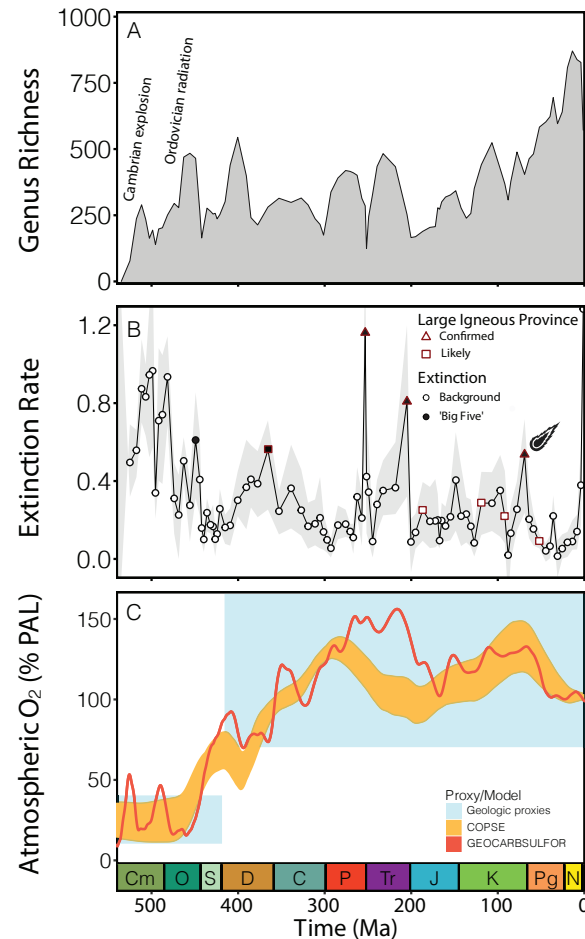 A
Genus Richness
1000
750
500
250
0
Cambrian explosion
Ordovician radiation
B
Extinction Rate
1.2
0.8
0.4
0.0
Large Igneous Province
Confirmed
Likely
Extinction
Background
'Big Five'
C
Atmospheric O2 (% PAL)
150
100
50
0
Proxy/Model
Geologic proxies
COPSE
GEOCARBSULFOR
Cm O S D C P Tr J K Pg N
500 400 300 200 100 0
Time (Ma)